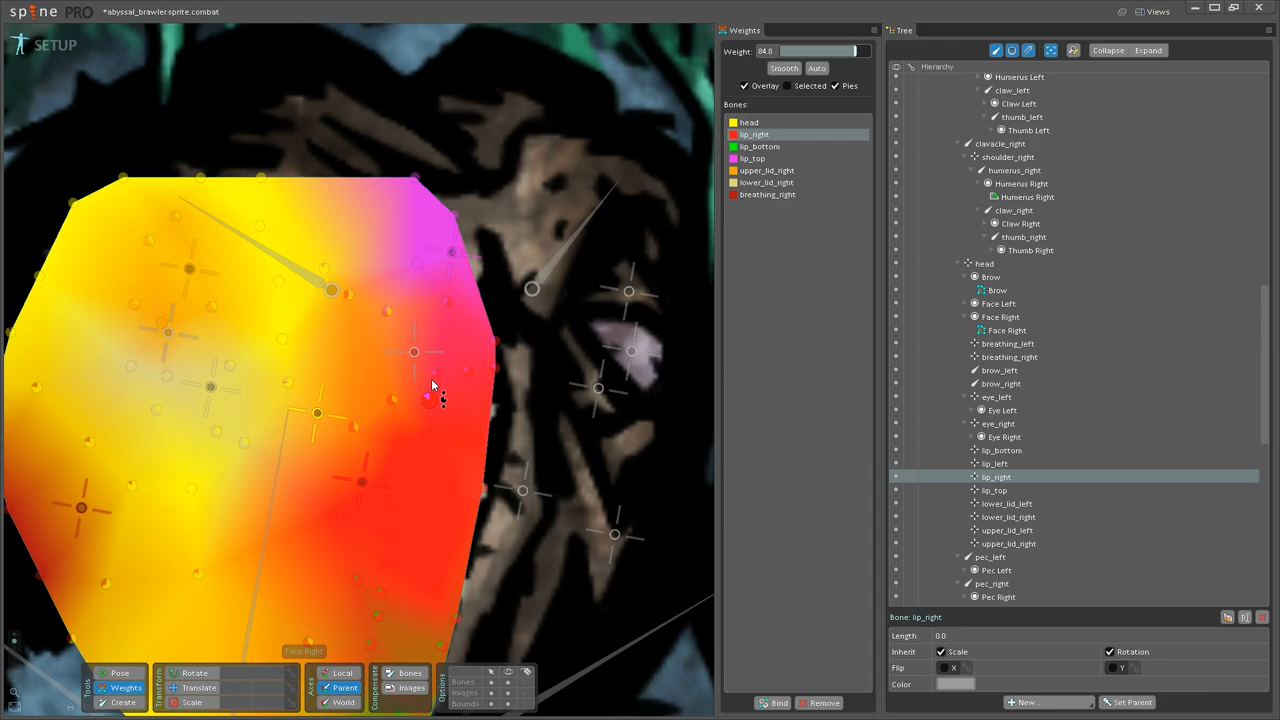 spine PRO
*abyssal_brawler.sprite.combat
Views
SETUP
Weights
Weight: 84.8
Smooth Auto
Overlay Selected Pies
Bones:
head
lip_right
lip_bottom
lip_top
upper_lid_right
lower_lid_right
breathing_right
Bind Remove
Tree
Collapse Expand
Hierarchy
Humerus Left
claw_left
Claw Left
thumb_left
Thumb Left
clavacle_right
shoulder_right
humerus_right
Humerus Right
Humerus Right
claw_right
Claw Right
thumb_right
Thumb Right
head
Brow
Brow
Face Left
Face Right
Face Right
breathing_left
breathing_right
brow_left
brow_right
eye_left
Eye Left
eye_right
Eye Right
lip_bottom
lip_left
lip_right
lip_top
lower_lid_left
lower_lid_right
upper_lid_left
upper_lid_right
pec_left
Pec Left
pec_right
Pec Right
Bone: lip_right
Length 0.0
Inherit Scale Rotation
Flip X Y
Color
New... Set Parent
Face Right
Tools
Pose
Weights
Create
Transform
Rotate
Translate
Scale
Axes
Local
Parent
World
Compensate
Bones
Images
Options
Bones
Images
Bounds